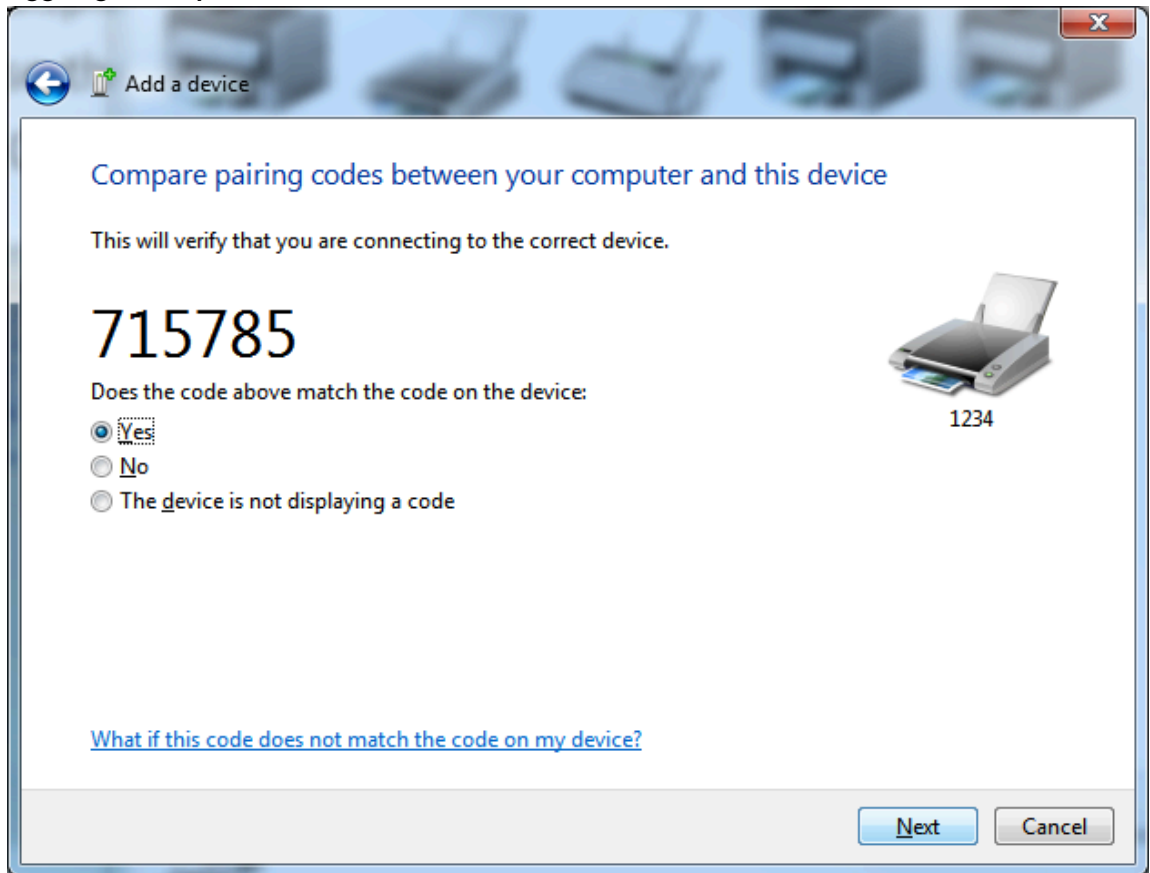 Add a device
Compare pairing codes between your computer and this device
This will verify that you are connecting to the correct device.
715785
Does the code above match the code on the device:
1234
Yes
No
The device is not displaying a code
What if this code does not match the code on my device?
Next Cancel